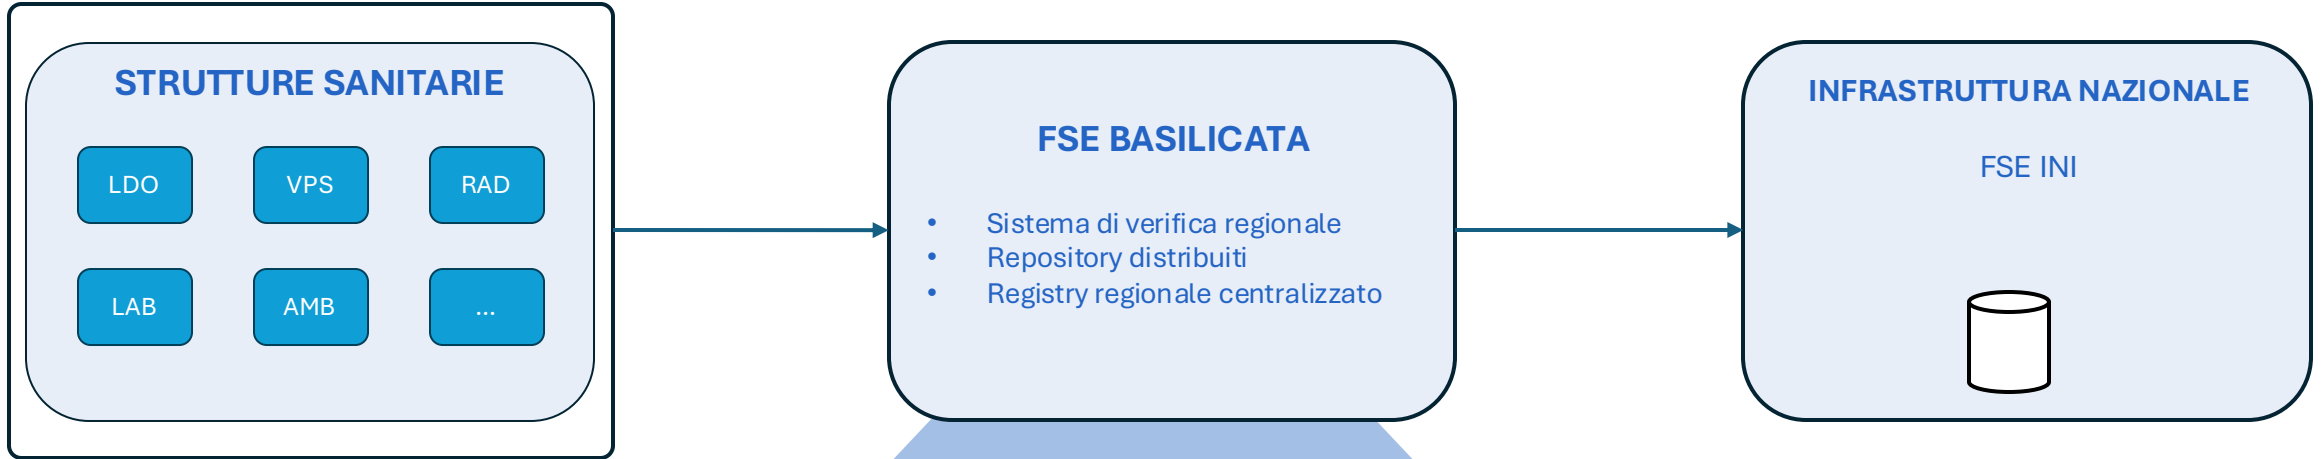 STRUTTURE SANITARIE
LDO
VPS
RAD
LAB
AMB
...
FSE BASILICATA
• Sistema di verifica regionale
• Repository distribuiti
• Registry regionale centralizzato
INFRASTRUTTURA NAZIONALE
FSE INI